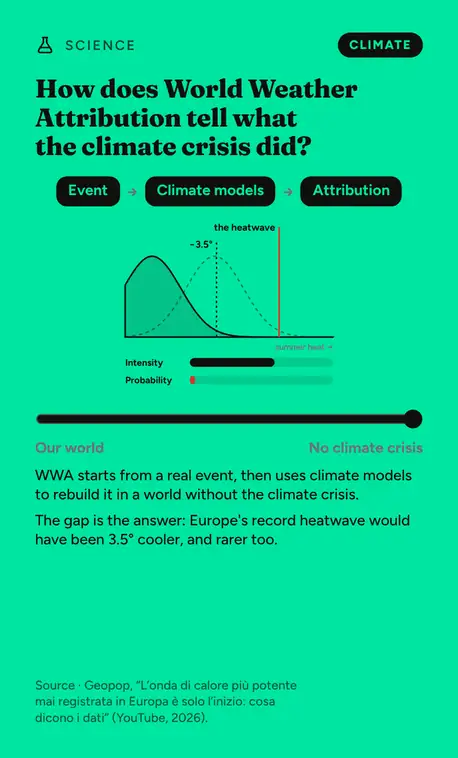 SCIENCE
CLIMATE
How does World Weather
Attribution tell what
the climate crisis did?
Event → Climate models → Attribution
the heatwave
-3.5°
summer heat →
Intensity
Probability
Our world
No climate crisis
WWA starts from a real event, then uses climate models
to rebuild it in a world without the climate crisis.
The gap is the answer: Europe's record heatwave would
have been 3.5° cooler, and rarer too.
Source · Geopop, “L’onda di calore più potente
mai registrata in Europa è solo l’inizio: cosa
dicono i dati” (YouTube, 2026).